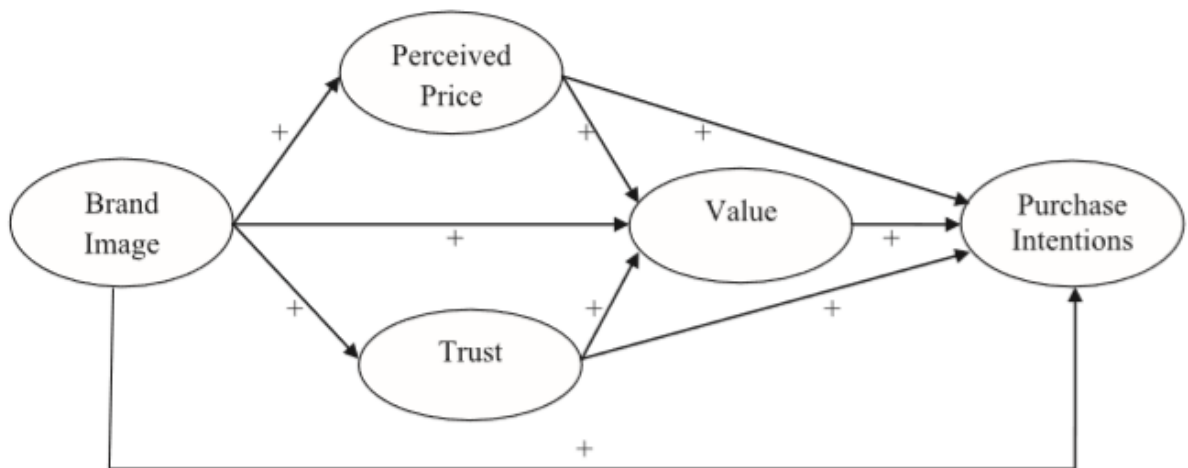 Perceived
Price
+
+
+
Brand
Image
Value
Purchase
Intentions
+
+
+
+
+
Trust
+